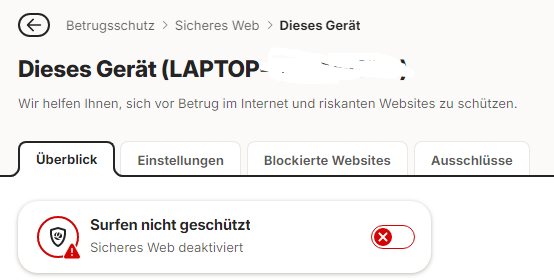 Betrugsschutz > Sicheres Web > Dieses Gerät
Dieses Gerät (LAPTOP- )
Wir helfen Ihnen, sich vor Betrug im Internet und riskanten Websites zu schützen.
Überblick Einstellungen Blockierte Websites Ausschlüsse
Surfen nicht geschützt
Sicheres Web deaktiviert